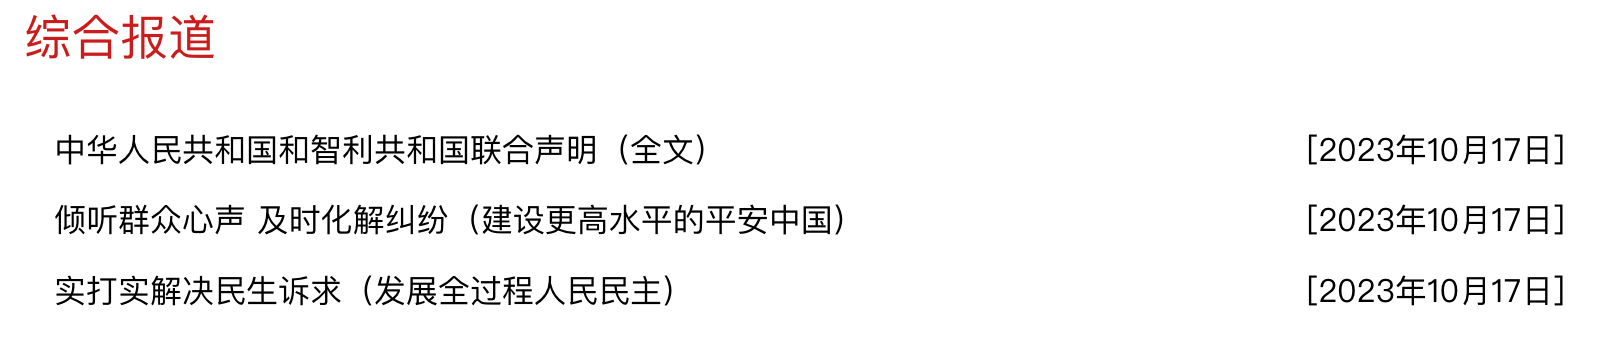 综合报道
中华人民共和国和智利共和国联合声明（全文） [2023年10月17日]
倾听群众心声 及时化解纠纷（建设更高水平的平安中国） [2023年10月17日]
实打实解决民生诉求（发展全过程人民民主） [2023年10月17日]